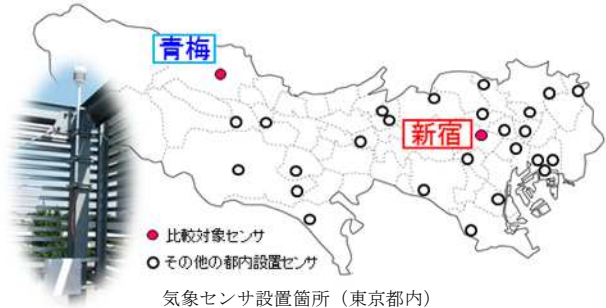 青梅
新宿
比較対象センサ
その他の都内設置センサ
気象センサ設置箇所（東京都内）